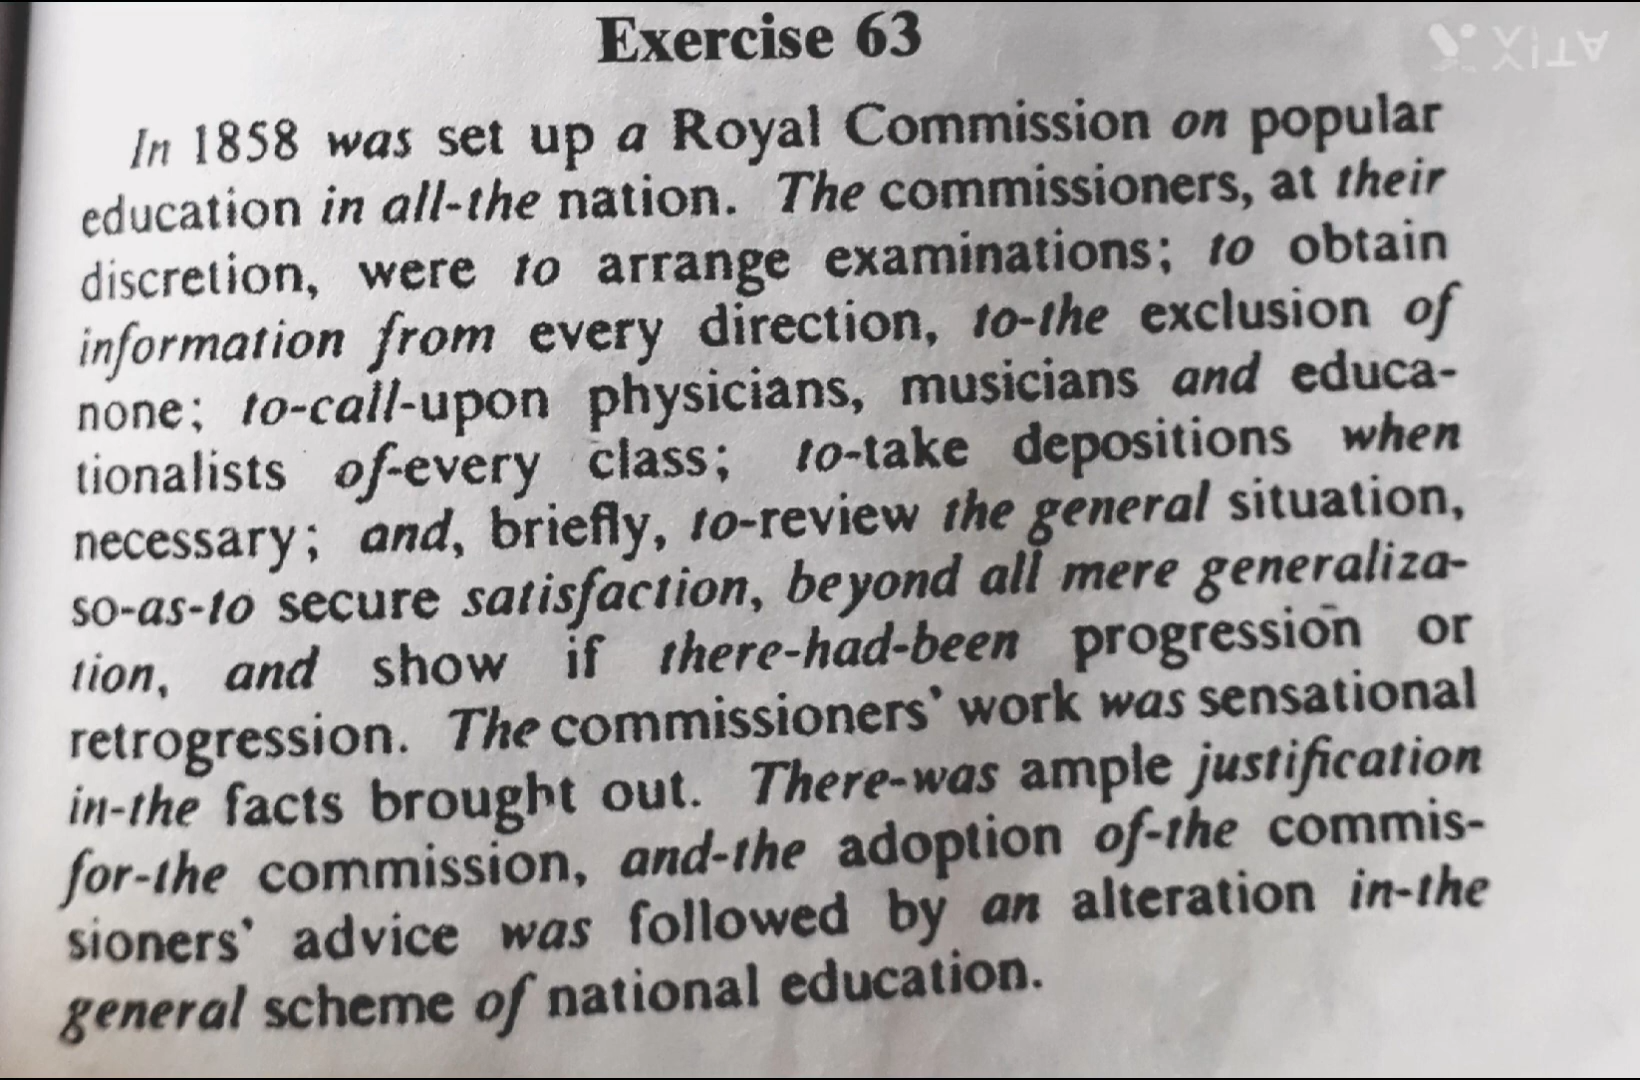 Exercise 63
In 1858 was set up a Royal Commission on popular
education in all-the nation. The commissioners, at their
discretion, were to arrange examinations; to obtain
information from every direction, to-the exclusion of
none; to-call-upon physicians, musicians and educa-
tionalists of-every class; to-take depositions when
necessary; and, briefly, to-review the general situation,
so-as-to secure satisfaction, beyond all mere generaliza-
tion, and show if there-had-been progression or
retrogression. The commissioners' work was sensational
in-the facts brought out. There-was ample justification
for-the commission, and-the adoption of-the commis-
sioners' advice was followed by an alteration in-the
general scheme of national education.